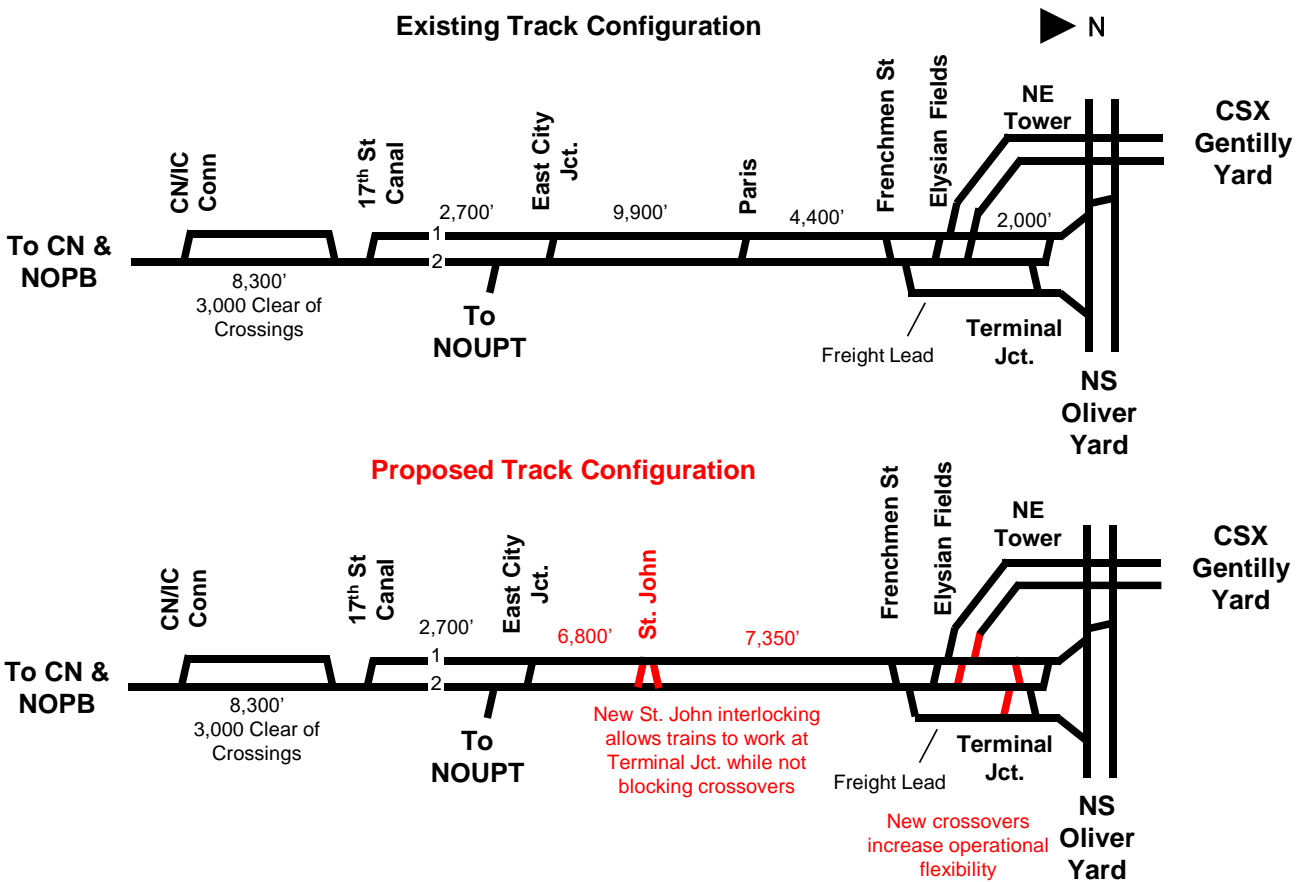 Existing Track Configuration
N
CN/IC
Conn
17th St
Canal
East City
Jct.
Paris
Frenchmen St
Elysian Fields
NE
Tower
CSX
Gentilly
Yard
2,700’
9,900’
4,400’
2,000’
1
2
To CN &
NOPB
8,300’
3,000 Clear of
Crossings
To
NOUPT
Freight Lead
Terminal
Jct.
NS
Oliver
Yard
Proposed Track Configuration
CN/IC
Conn
17th St
Canal
East City
Jct.
St. John
Frenchmen St
Elysian Fields
NE
Tower
CSX
Gentilly
Yard
2,700’
6,800’
7,350’
1
2
To CN &
NOPB
8,300’
3,000 Clear of
Crossings
To
NOUPT
New St. John interlocking
allows trains to work at
Terminal Jct. while not
blocking crossovers
Freight Lead
Terminal
Jct.
New crossovers
increase operational
flexibility
NS
Oliver
Yard